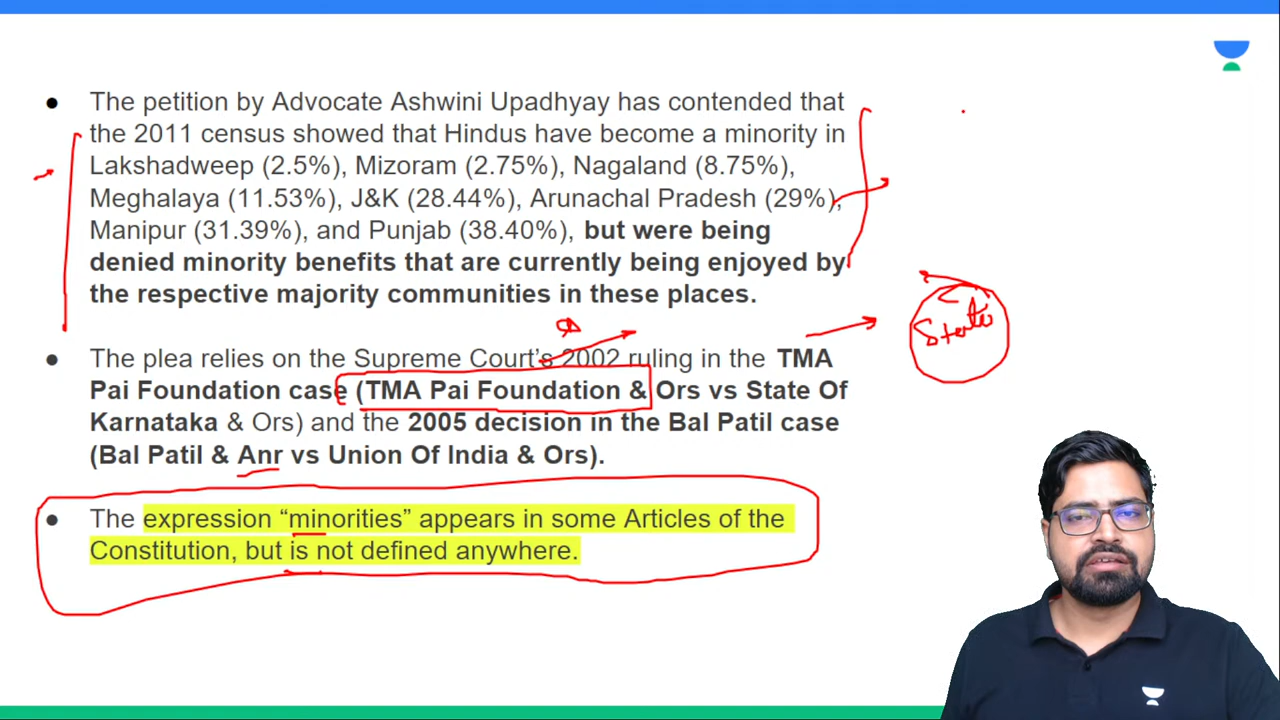 ● The petition by Advocate Ashwini Upadhyay has contended that
the 2011 census showed that Hindus have become a minority in
Lakshadweep (2.5%), Mizoram (2.75%), Nagaland (8.75%),
Meghalaya (11.53%), J&K (28.44%), Arunachal Pradesh (29%),
Manipur (31.39%), and Punjab (38.40%), but were being
denied minority benefits that are currently being enjoyed by
the respective majority communities in these places.
● The plea relies on the Supreme Court's 2002 ruling in the TMA
Pai Foundation case (TMA Pai Foundation & Ors vs State Of
Karnataka & Ors) and the 2005 decision in the Bal Patil case
(Bal Patil & Anr vs Union Of India & Ors).
● The expression “minorities” appears in some Articles of the
Constitution, but is not defined anywhere.